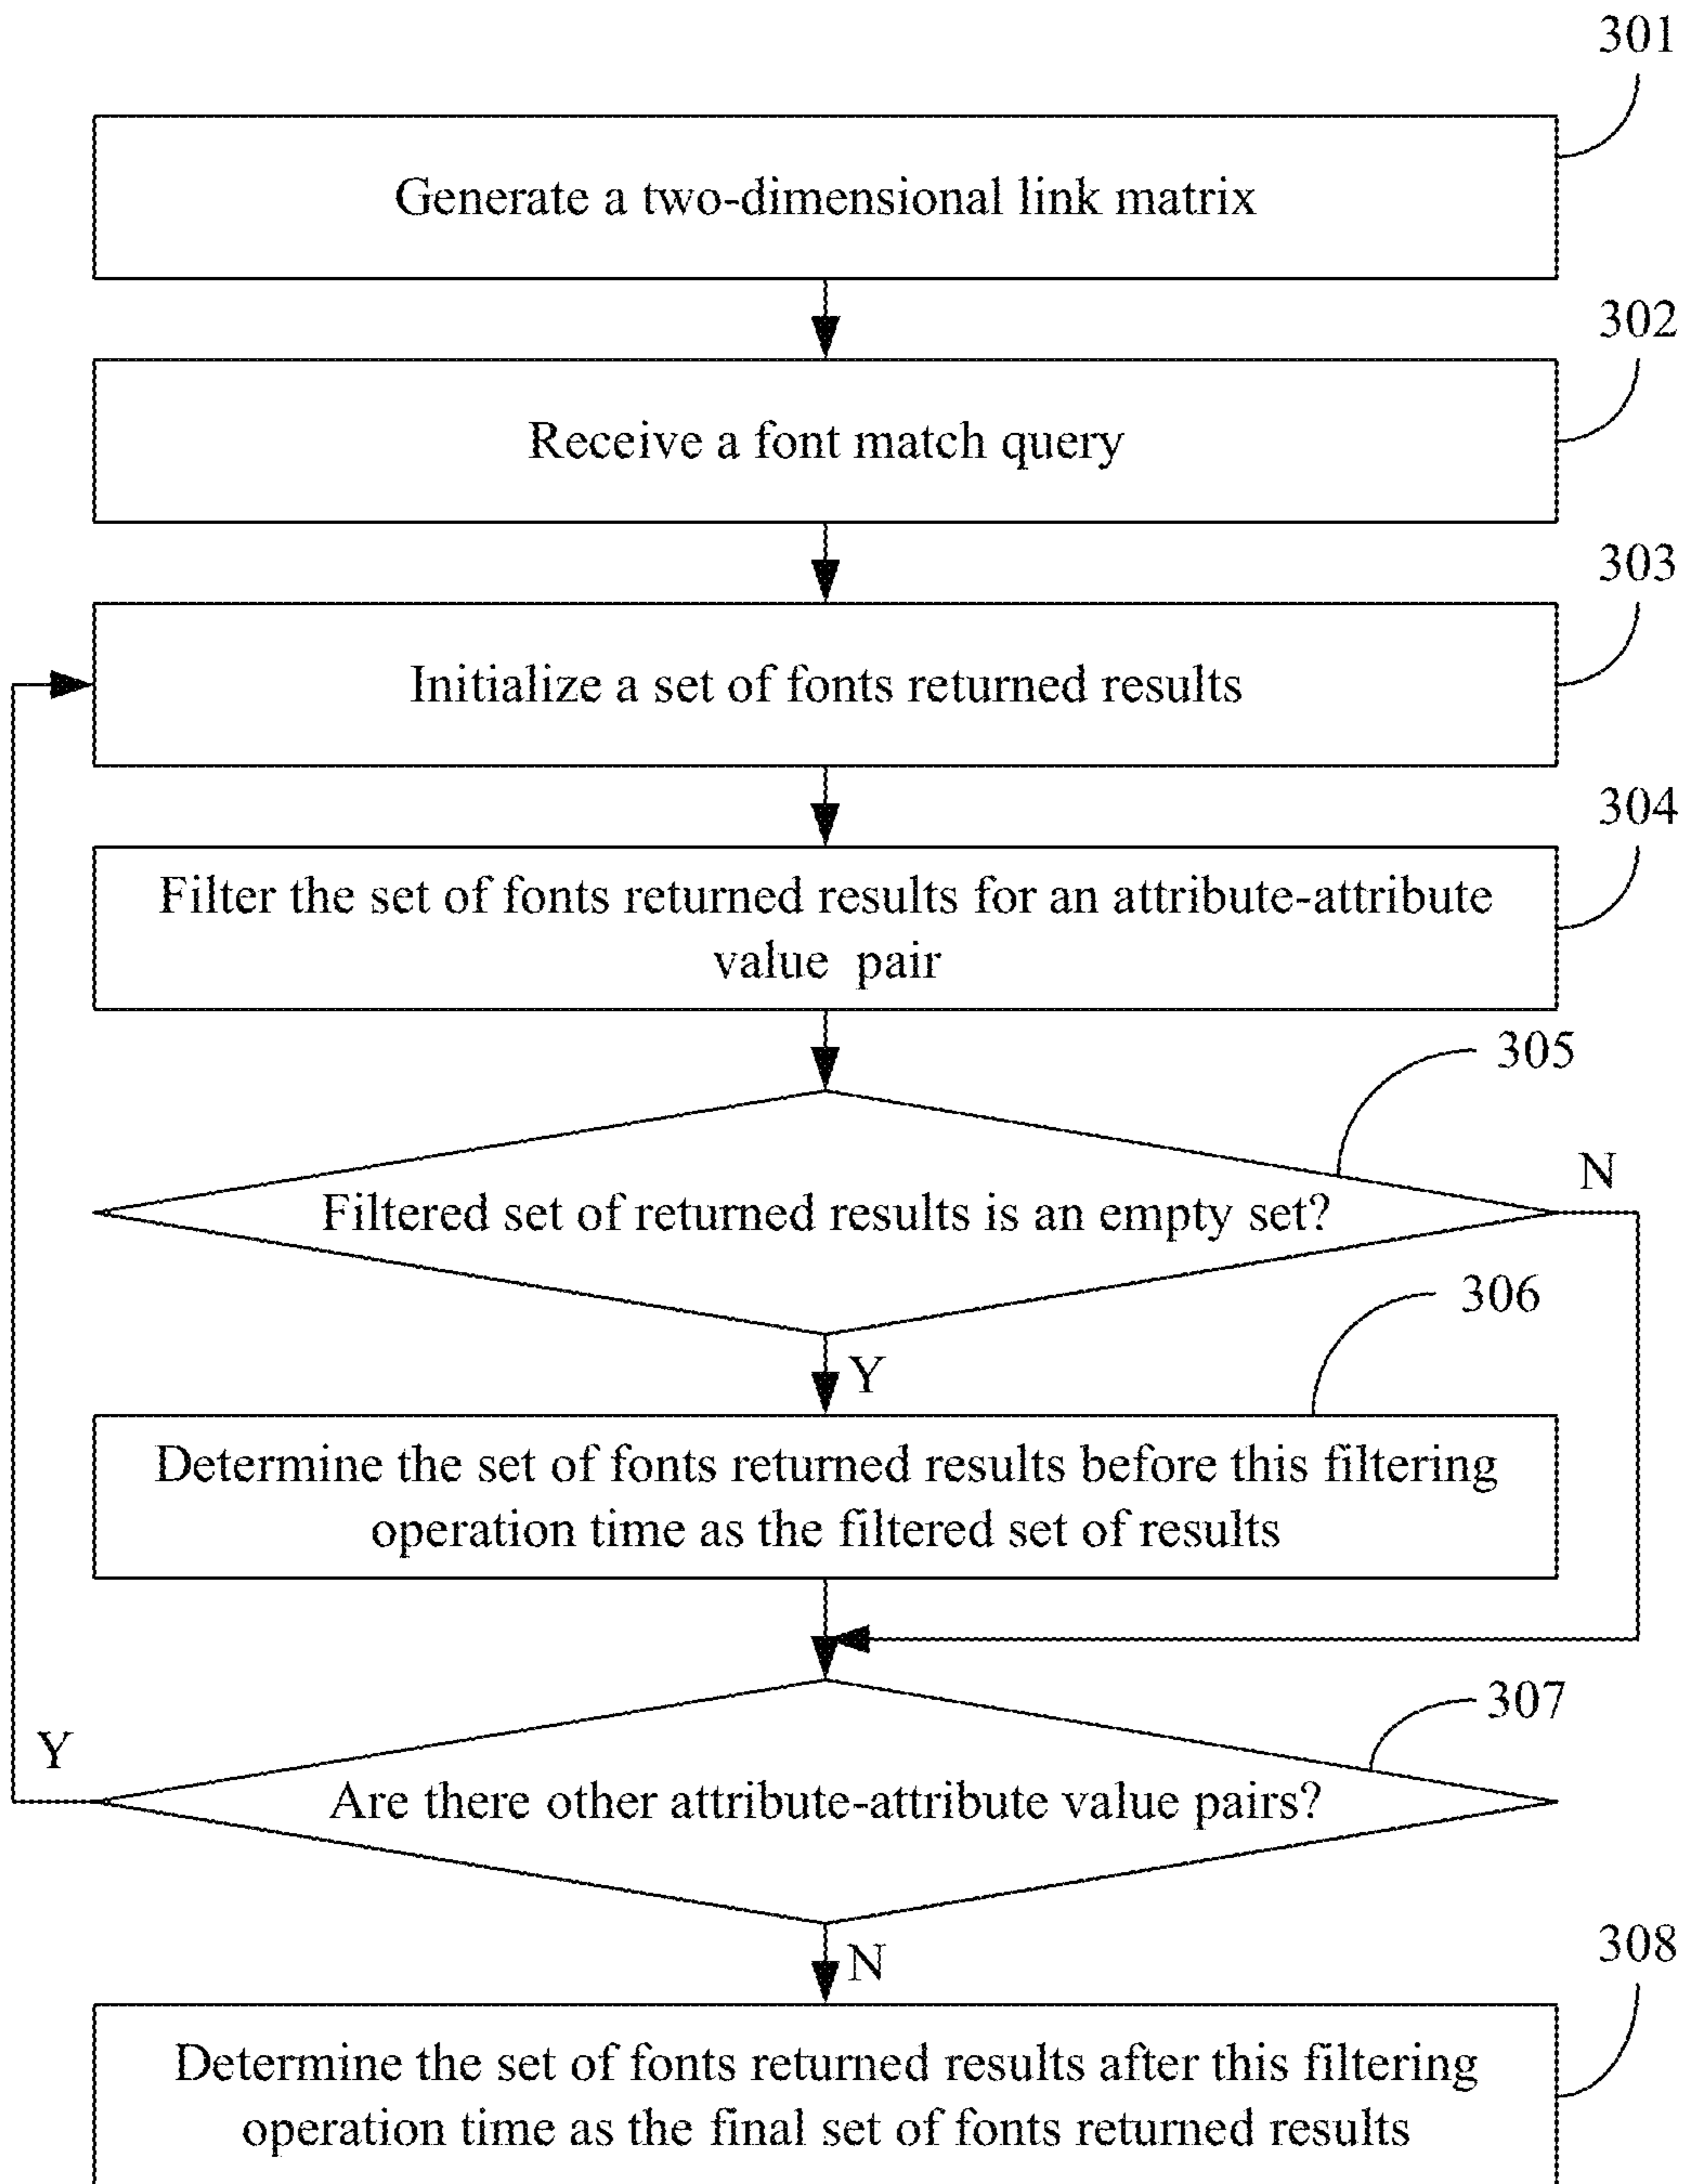 301
Generate a two-dimensional link matrix
302
Receive a font match query
303
Initialize a set of fonts returned results
304
Filter the set of fonts returned results for an attribute-attribute
value pair
305
N
Filtered set of returned results is an empty set?
306
Y
Determine the set of fonts returned results before this filtering
operation time as the filtered set of results
307
Y
Are there other attribute-attribute value pairs?
N
308
Determine the set of fonts returned results after this filtering
operation time as the final set of fonts returned results